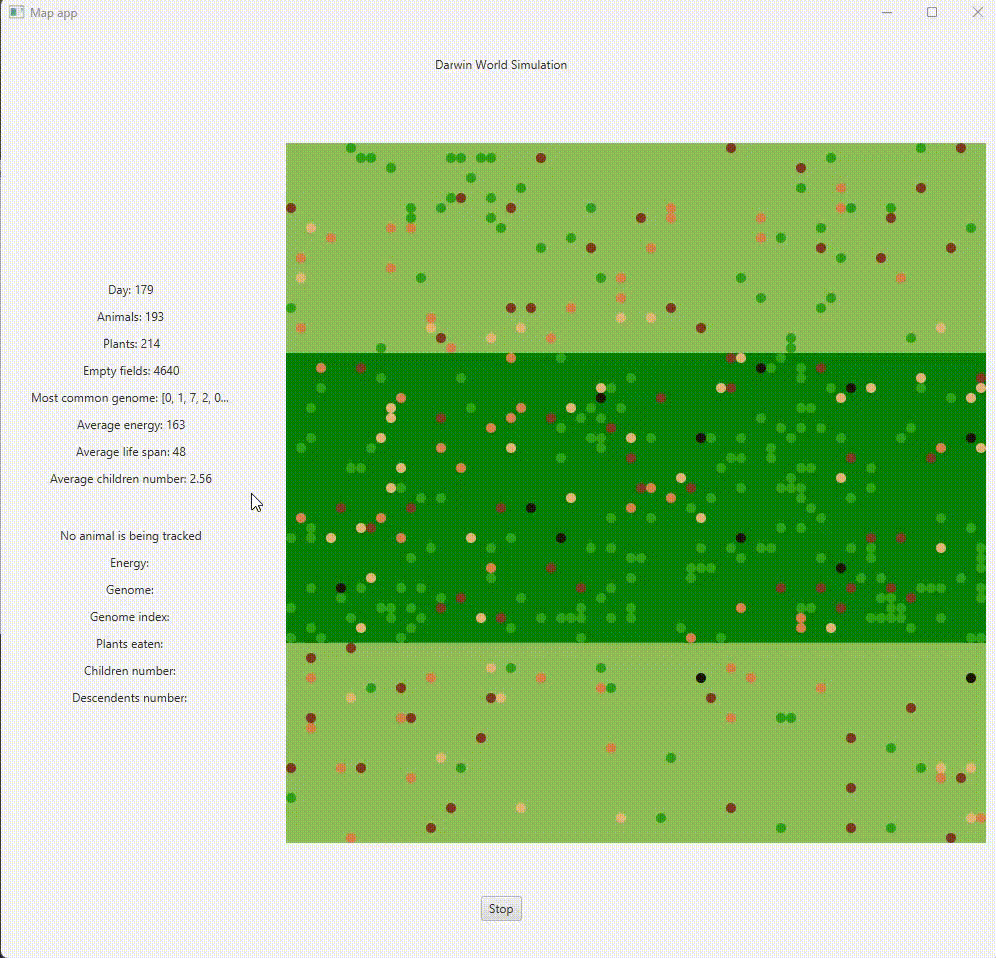 Map app
Darwin World Simulation
Day: 179
Animals: 193
Plants: 214
Empty fields: 4640
Most common genome: [0, 1, 7, 2, 0...
Average energy: 163
Average life span: 48
Average children number: 2.56
No animal is being tracked
Energy:
Genome:
Genome index:
Plants eaten:
Children number:
Descendents number:
Stop